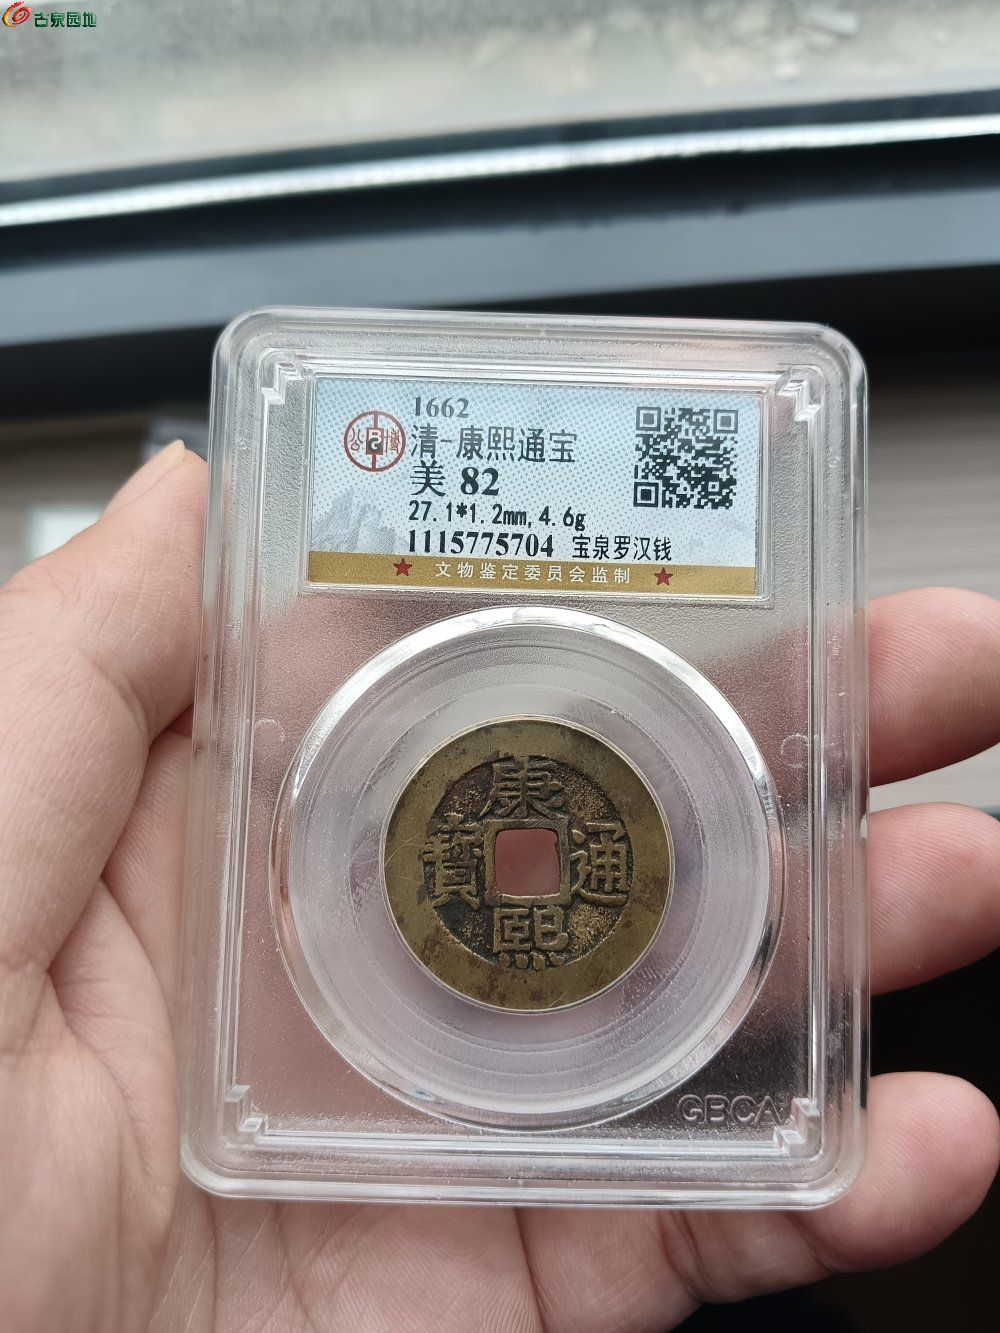 古泉园地
1662
公博
清-康熙通宝
美 82
27.1*1.2mm,4.6g
1115775704 宝泉罗汉钱
★ 文物鉴定委员会监制 ★
康
寶 通
熙
GBCA